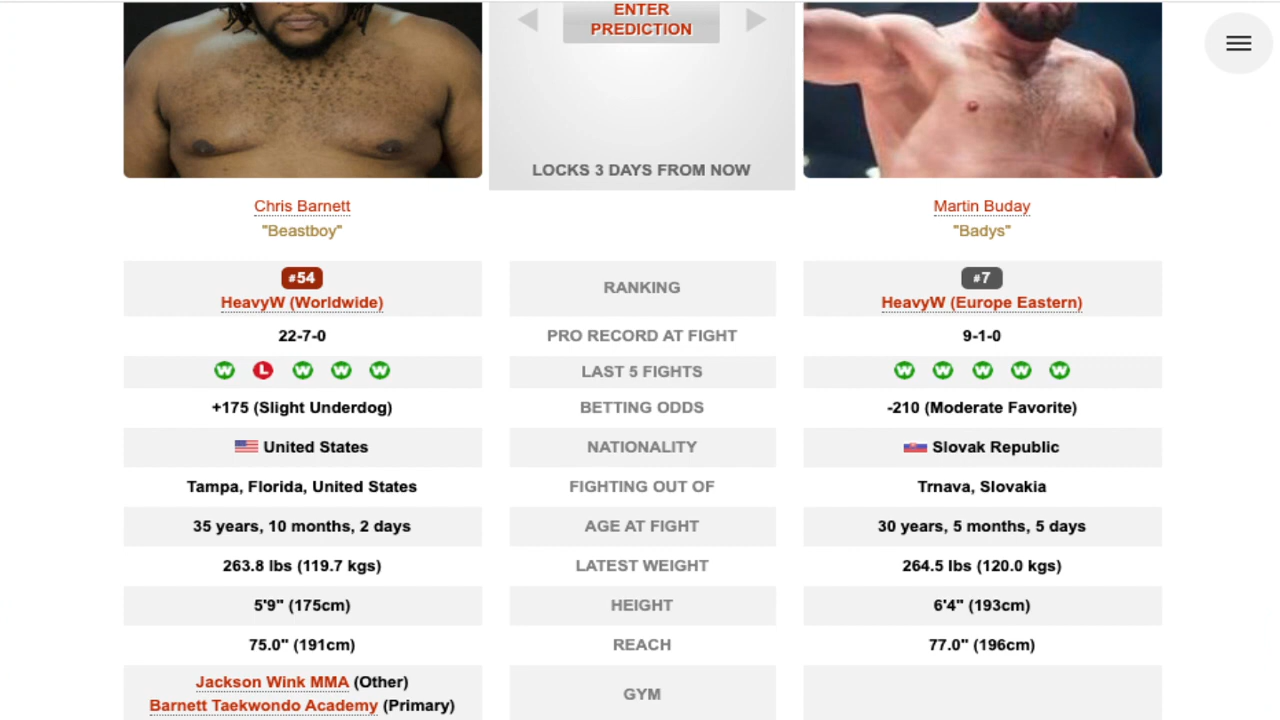 ENTER
PREDICTION
LOCKS 3 DAYS FROM NOW
Chris Barnett
"Beastboy"
Martin Buday
"Badys"
#54
HeavyW (Worldwide)
RANKING
#7
HeavyW (Europe Eastern)
22-7-0
PRO RECORD AT FIGHT
9-1-0
W L W W W
LAST 5 FIGHTS
W W W W W
+175 (Slight Underdog)
BETTING ODDS
-210 (Moderate Favorite)
United States
NATIONALITY
Slovak Republic
Tampa, Florida, United States
FIGHTING OUT OF
Trnava, Slovakia
35 years, 10 months, 2 days
AGE AT FIGHT
30 years, 5 months, 5 days
263.8 lbs (119.7 kgs)
LATEST WEIGHT
264.5 lbs (120.0 kgs)
5'9" (175cm)
HEIGHT
6'4" (193cm)
75.0" (191cm)
REACH
77.0" (196cm)
Jackson Wink MMA (Other)
Barnett Taekwondo Academy (Primary)
GYM